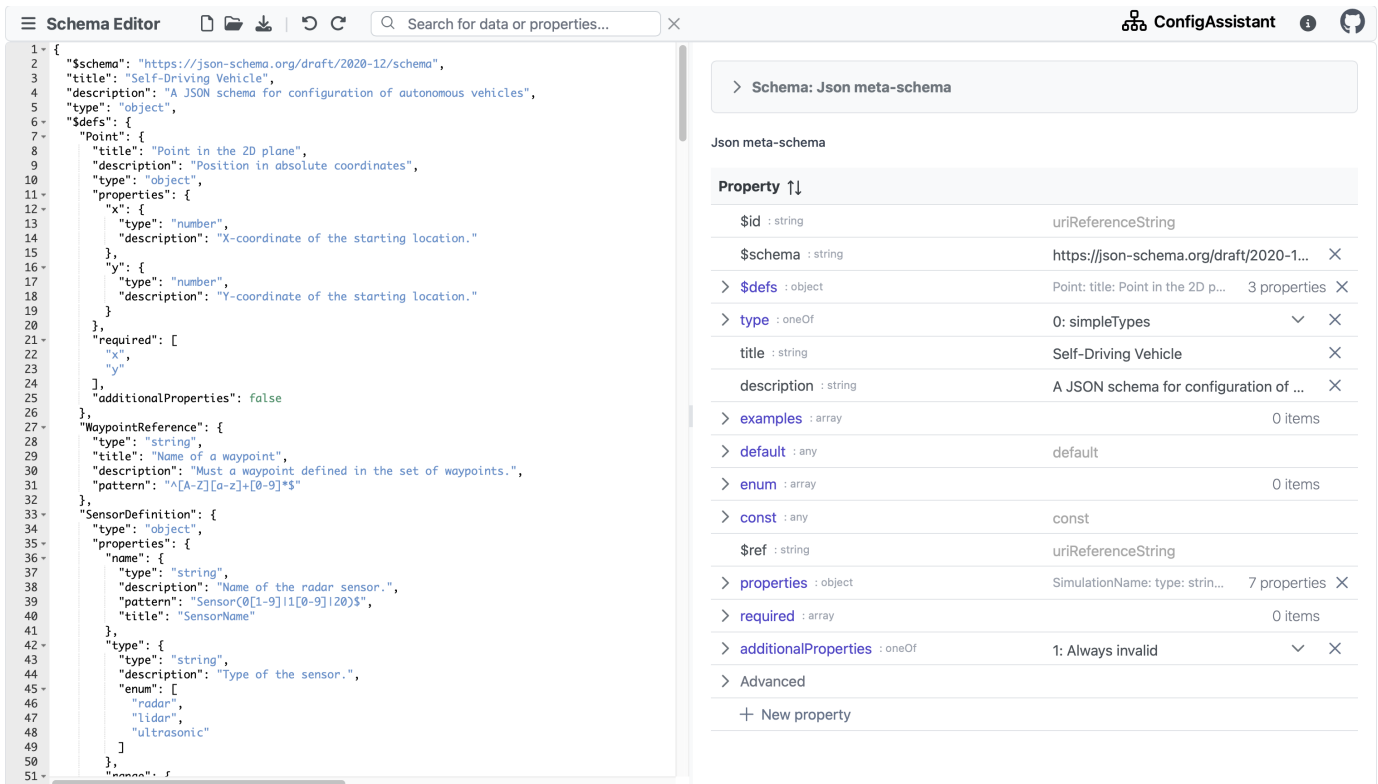 Schema Editor
Search for data or properties...
ConfigAssistant
1 {
2 "$schema": "https://json-schema.org/draft/2020-12/schema",
3 "title": "Self-Driving Vehicle",
4 "description": "A JSON schema for configuration of autonomous vehicles",
5 "type": "object",
6 "$defs": {
7 "Point": {
8 "title": "Point in the 2D plane",
9 "description": "Position in absolute coordinates",
10 "type": "object",
11 "properties": {
12 "x": {
13 "type": "number",
14 "description": "X-coordinate of the starting location."
15 },
16 "y": {
17 "type": "number",
18 "description": "Y-coordinate of the starting location."
19 }
20 },
21 "required": [
22 "x",
23 "y"
24 ],
25 "additionalProperties": false
26 },
27 "WaypointReference": {
28 "type": "string",
29 "title": "Name of a waypoint",
30 "description": "Must a waypoint defined in the set of waypoints.",
31 "pattern": "^[A-Z][a-z]+[0-9]*$"
32 },
33 "SensorDefinition": {
34 "type": "object",
35 "properties": {
36 "name": {
37 "type": "string",
38 "description": "Name of the radar sensor.",
39 "pattern": "Sensor(0[1-9]|1[0-9]|20)$",
40 "title": "SensorName"
41 },
42 "type": {
43 "type": "string",
44 "description": "Type of the sensor.",
45 "enum": [
46 "radar",
47 "lidar",
48 "ultrasonic"
49 ]
50 },
51 "range": {
Schema: Json meta-schema
Json meta-schema
Property
$id : string uriReferenceString
$schema : string https://json-schema.org/draft/2020-1...
$defs : object Point: title: Point in the 2D p... 3 properties
type : oneOf 0: simpleTypes
title : string Self-Driving Vehicle
description : string A JSON schema for configuration of ...
examples : array 0 items
default : any default
enum : array 0 items
const : any const
$ref : string uriReferenceString
properties : object SimulationName: type: strin... 7 properties
required : array 0 items
additionalProperties : oneOf 1: Always invalid
Advanced
New property